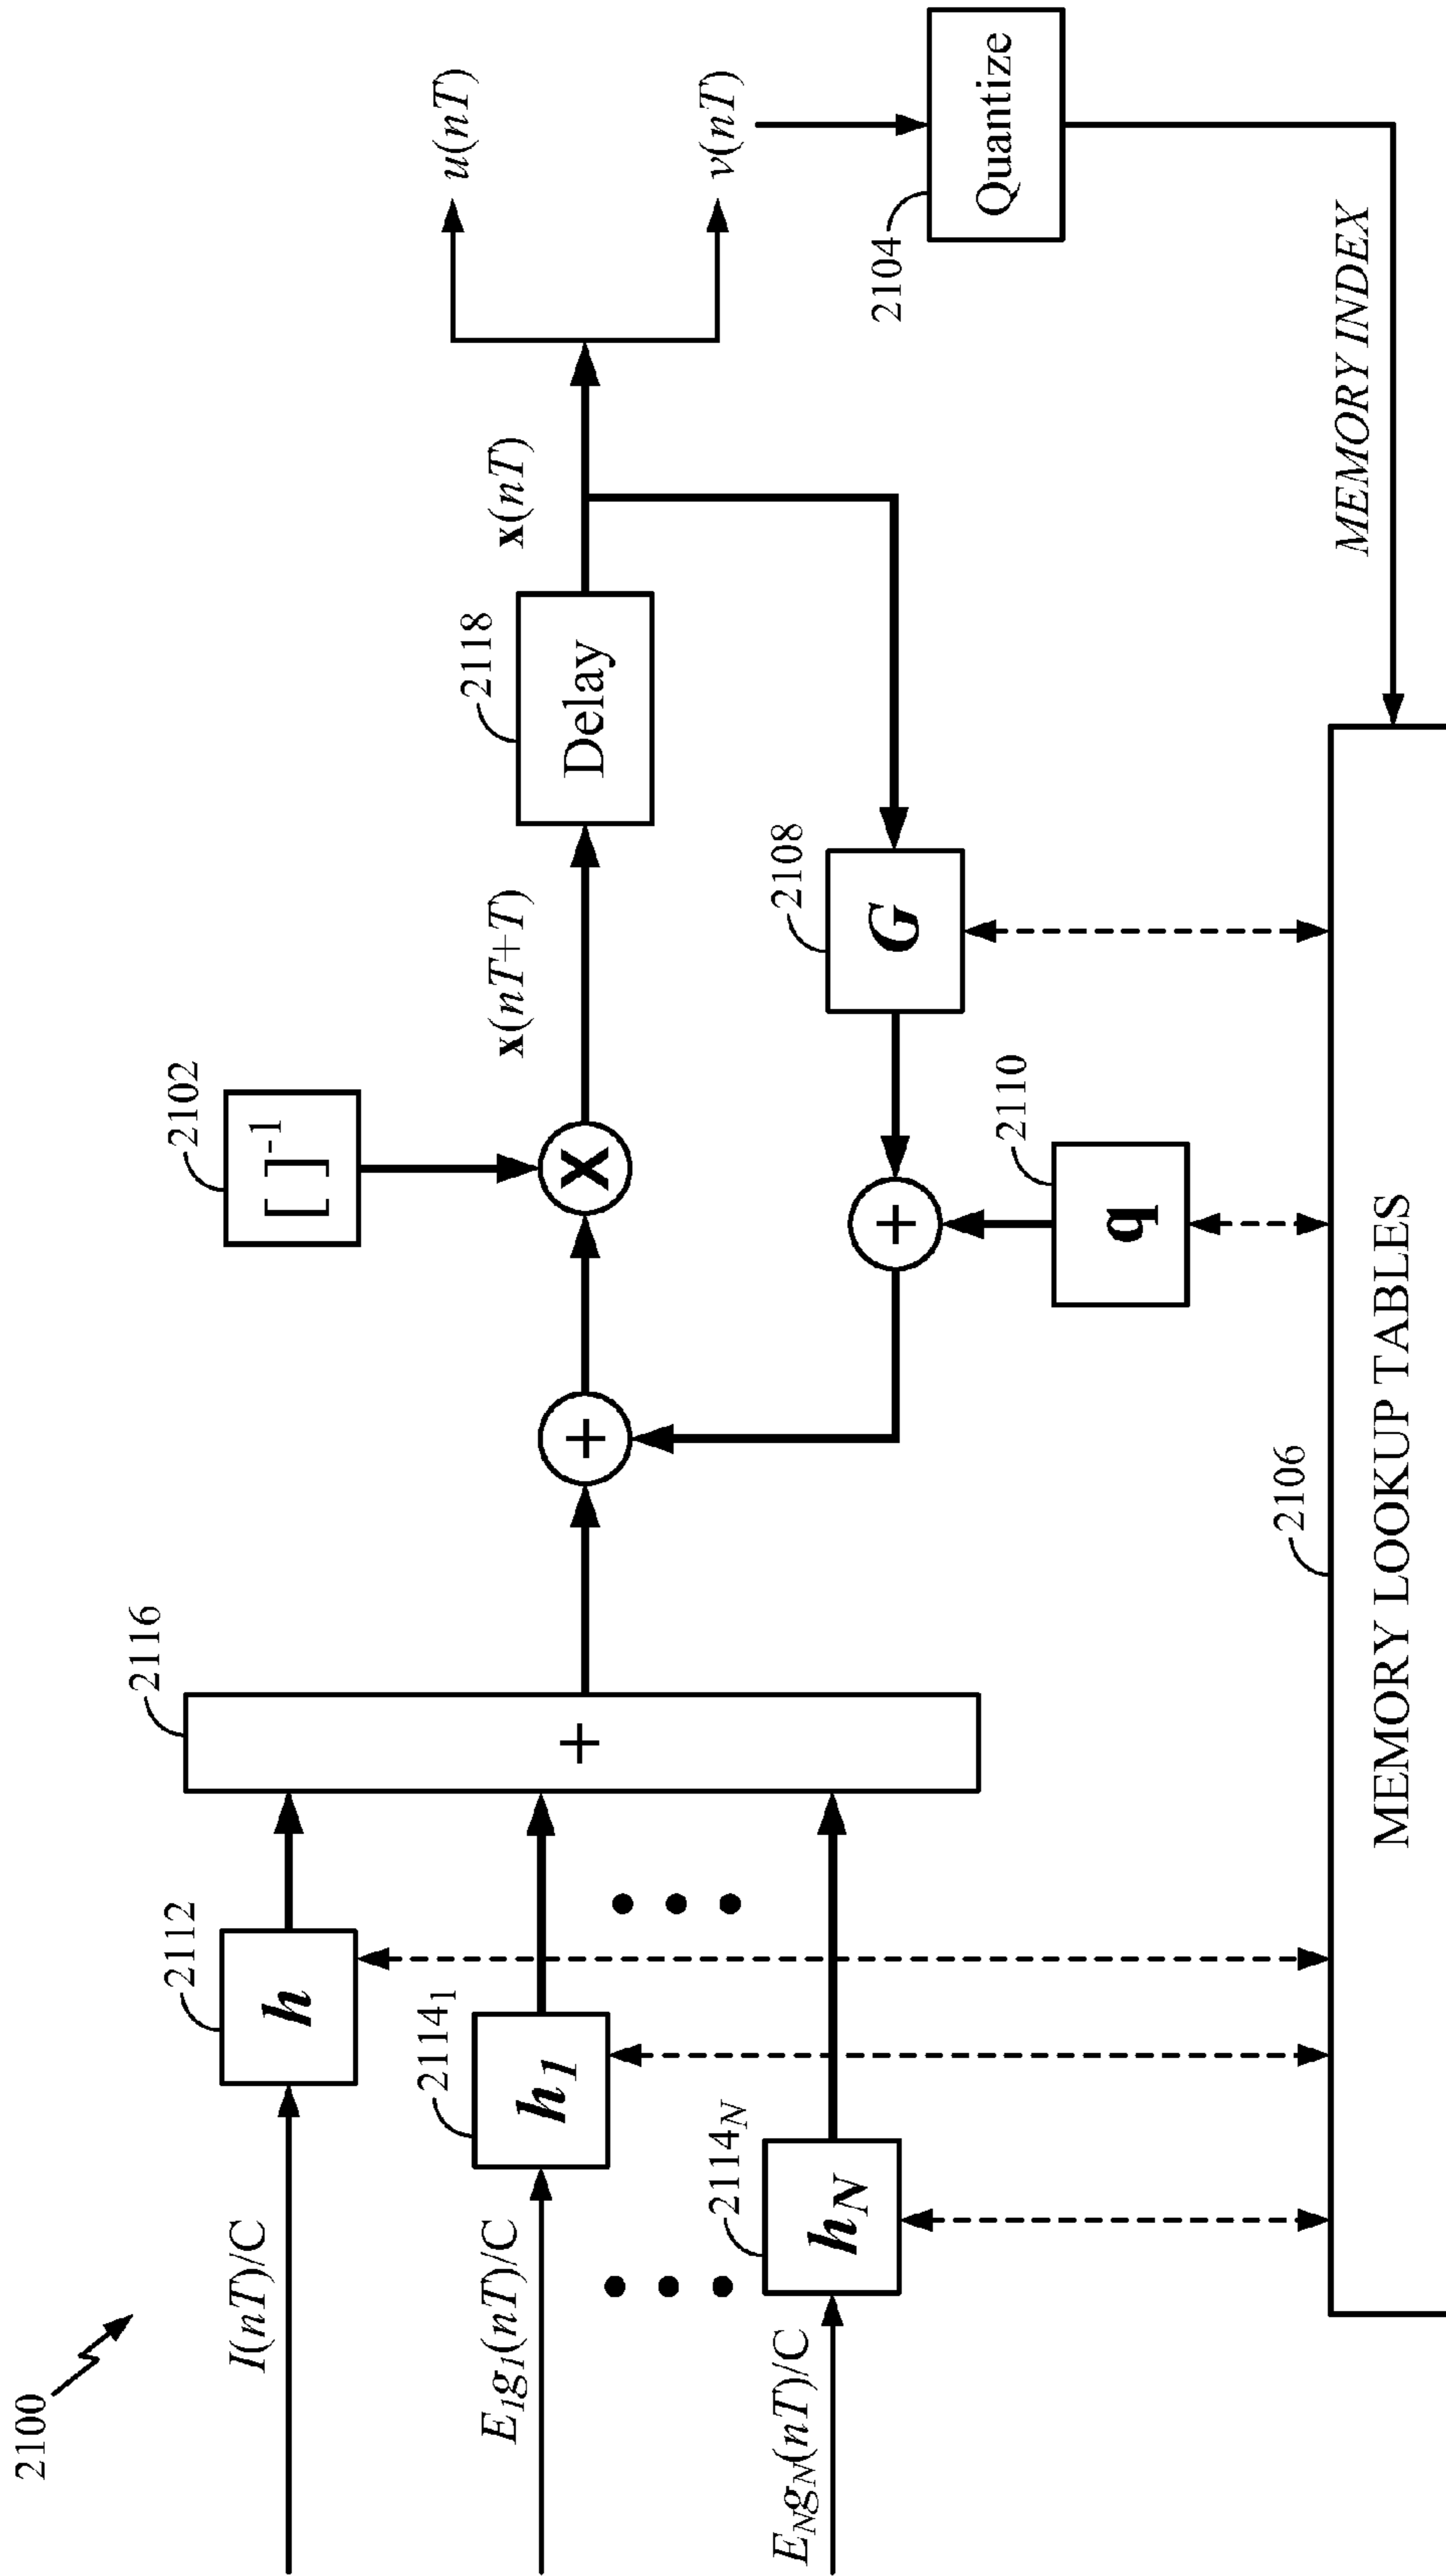 2100
I(nT)/C
2112
h
E1g1(nT)/C
2114₁
h1
• • •
ENgN(nT)/C
2114N
hN
• • •
2116
+
+
2102
[ ]-1
X
x(nT+T)
2118
Delay
x(nT)
u(nT)
v(nT)
2104
Quantize
2108
G
+
2110
q
MEMORY INDEX
2106
MEMORY LOOKUP TABLES